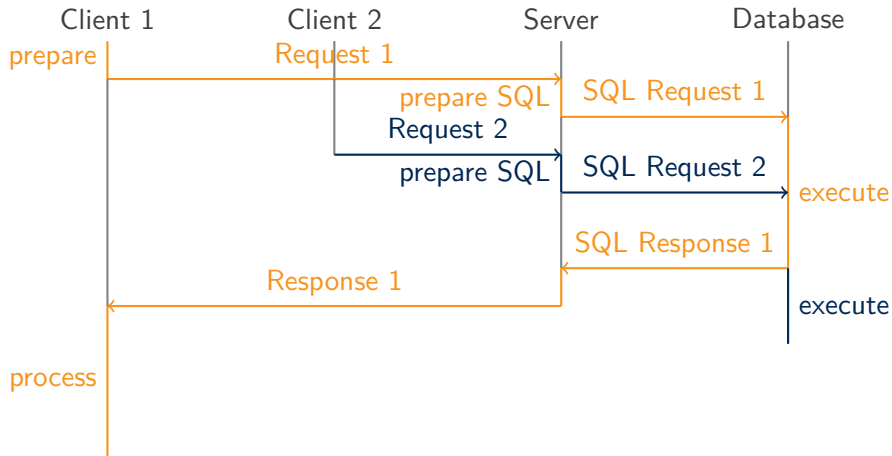 Client 1
Client 2
Server
Database
prepare
Request 1
prepare SQL
SQL Request 1
Request 2
prepare SQL
SQL Request 2
execute
SQL Response 1
Response 1
execute
process